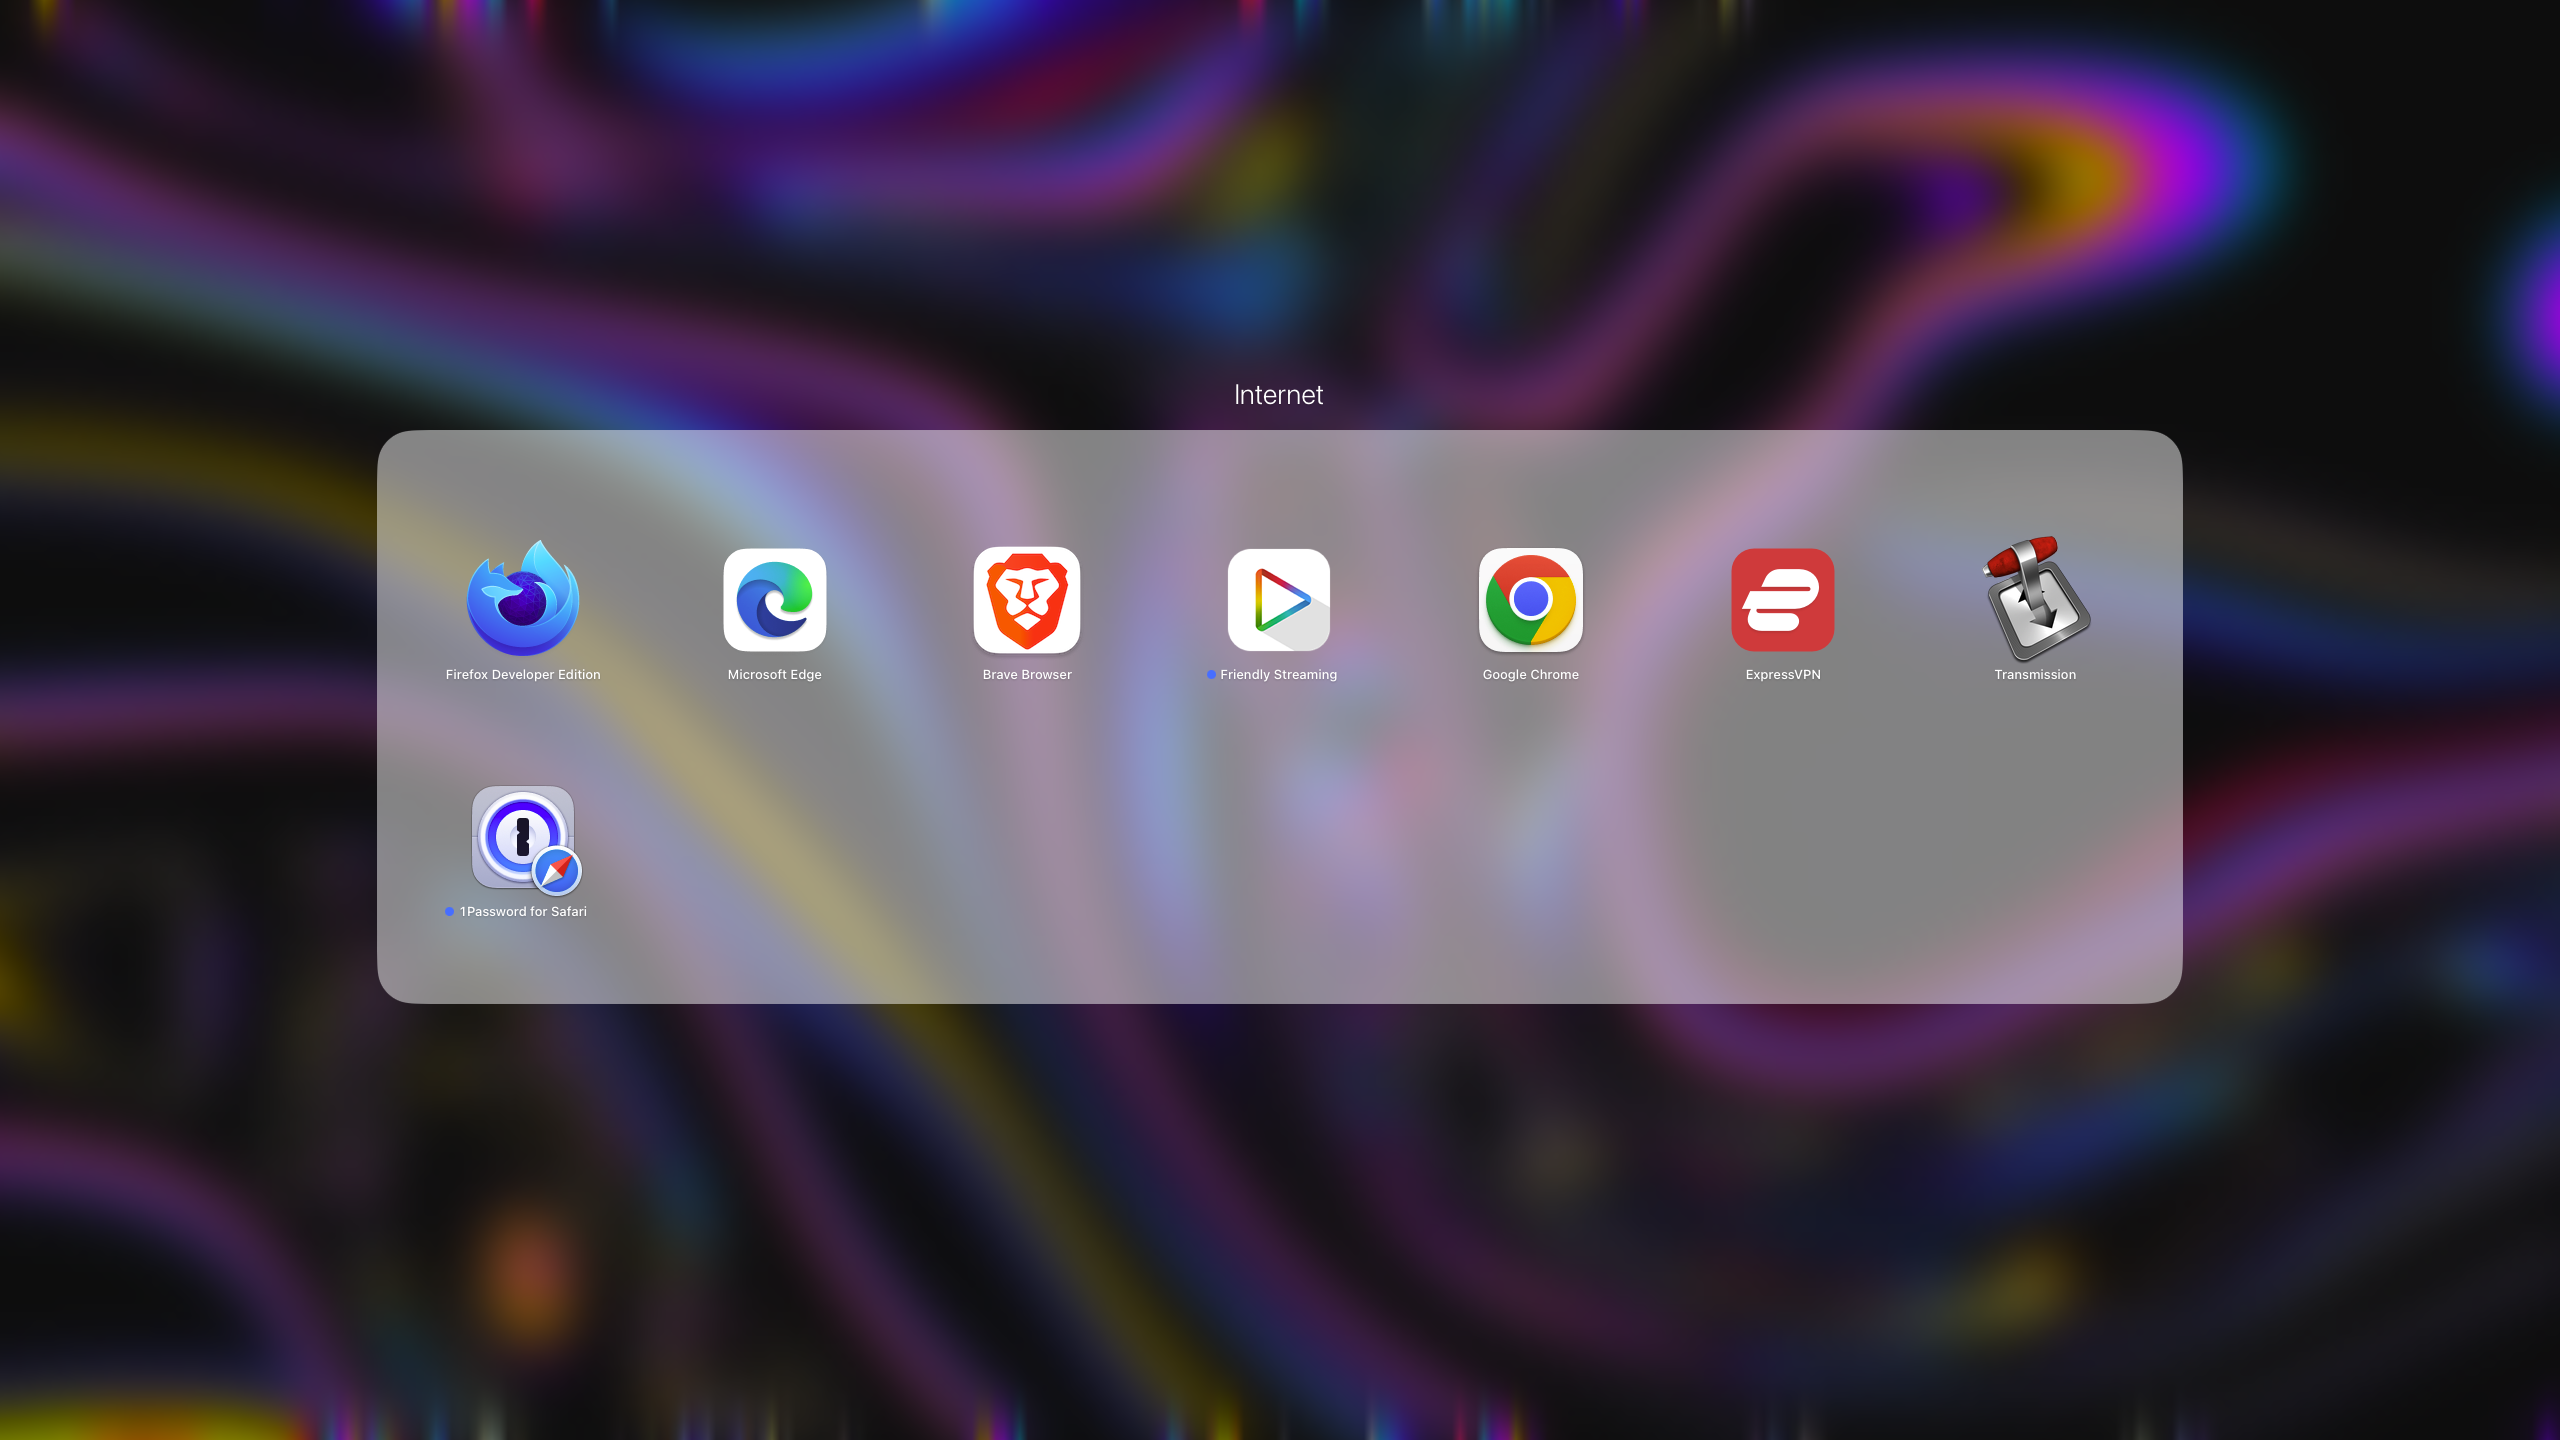 Internet
Firefox Developer Edition
Microsoft Edge
Brave Browser
Friendly Streaming
Google Chrome
ExpressVPN
Transmission
1Password for Safari